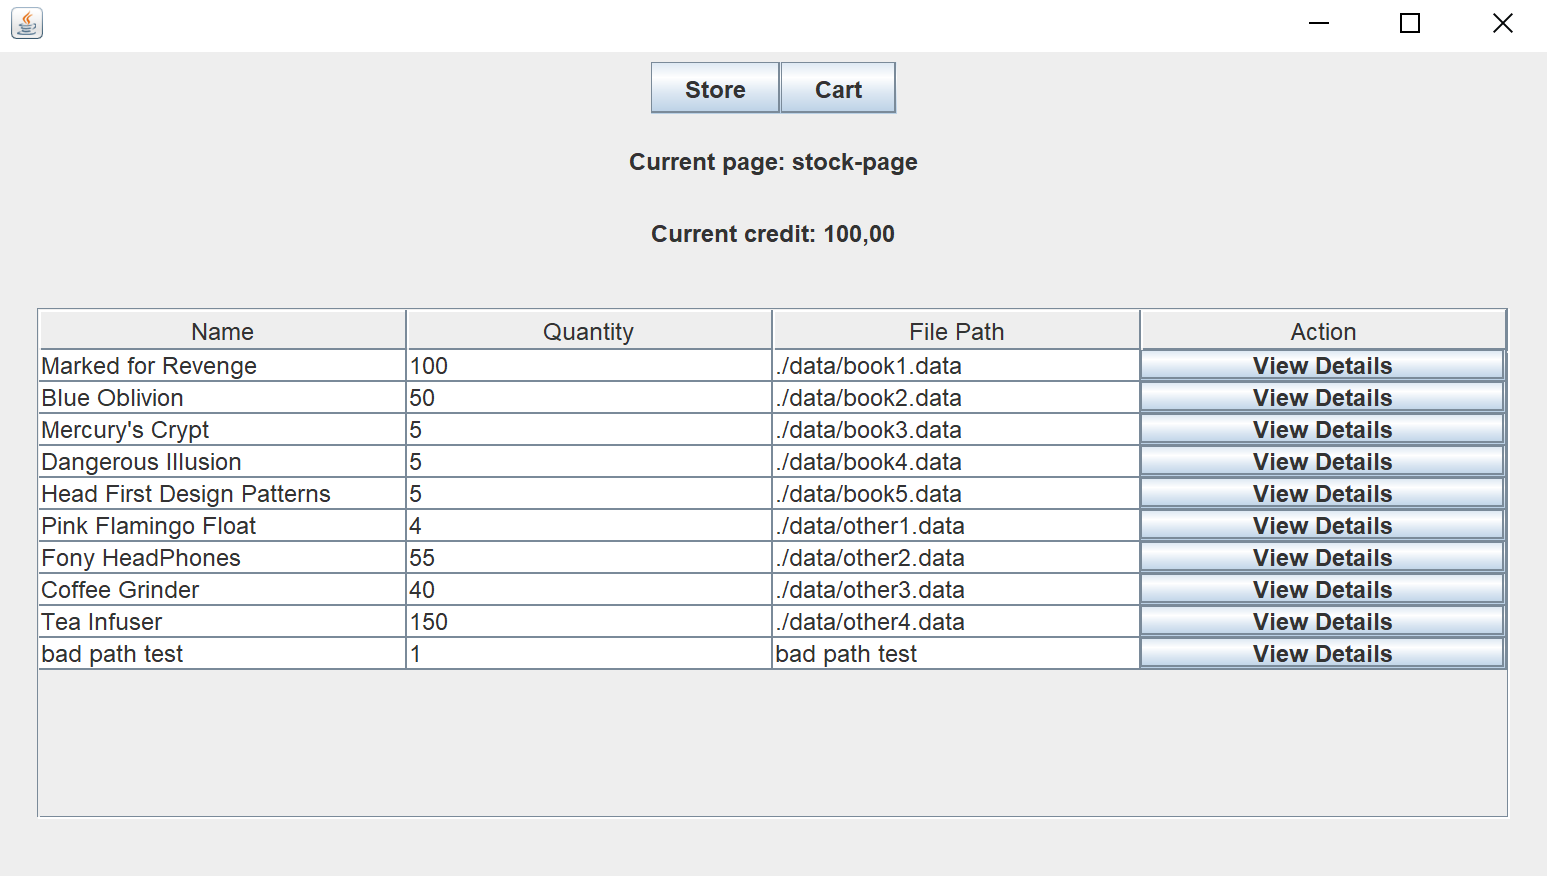 Store Cart
Current page: stock-page
Current credit: 100,00
Name Quantity File Path Action
Marked for Revenge 100 ./data/book1.data View Details
Blue Oblivion 50 ./data/book2.data View Details
Mercury's Crypt 5 ./data/book3.data View Details
Dangerous Illusion 5 ./data/book4.data View Details
Head First Design Patterns 5 ./data/book5.data View Details
Pink Flamingo Float 4 ./data/other1.data View Details
Fony HeadPhones 55 ./data/other2.data View Details
Coffee Grinder 40 ./data/other3.data View Details
Tea Infuser 150 ./data/other4.data View Details
bad path test 1 bad path test View Details